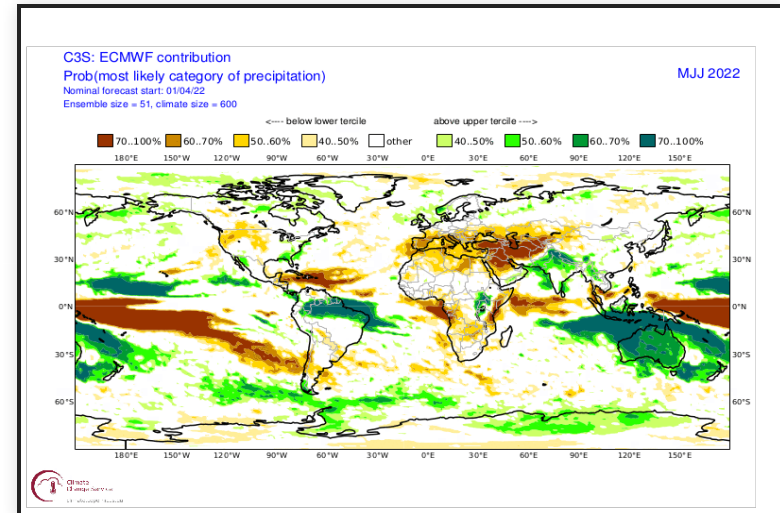 C3S: ECMWF contribution
Prob(most likely category of precipitation)
MJJ 2022
Nominal forecast start: 01/04/22
Ensemble size = 51, climate size = 600
<---- below lower tercile above upper tercile ---->
70..100% 60..70% 50..60% 40..50% other 40..50% 50..60% 60..70% 70..100%
180°E 150°W 120°W 90°W 60°W 30°W 0°E 30°E 60°E 90°E 120°E 150°E
60°N 60°N
30°N 30°N
0°N 0°N
30°S 30°S
60°S 60°S
180°E 150°W 120°W 90°W 60°W 30°W 0°E 30°E 60°E 90°E 120°E 150°E
Climate
Change Service